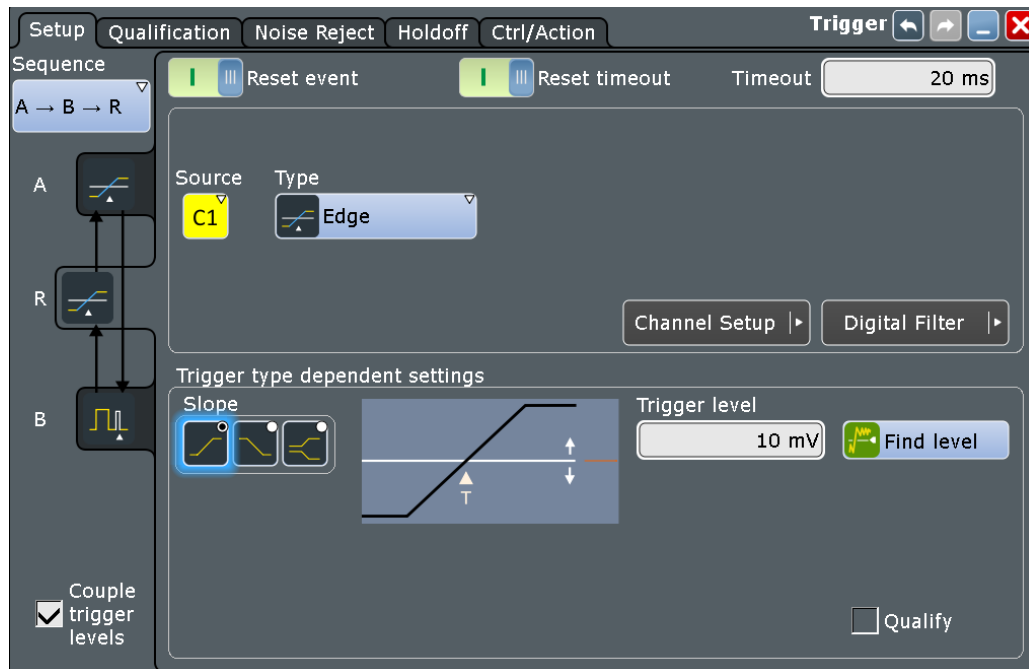 Setup Qualification Noise Reject Holdoff Ctrl/Action Trigger
Sequence
A → B → R
Reset event Reset timeout Timeout 20 ms
A
Source Type
C1 Edge
R
Channel Setup Digital Filter
Trigger type dependent settings
B
Slope Trigger level
10 mV Find level
T
Couple
trigger
levels
Qualify